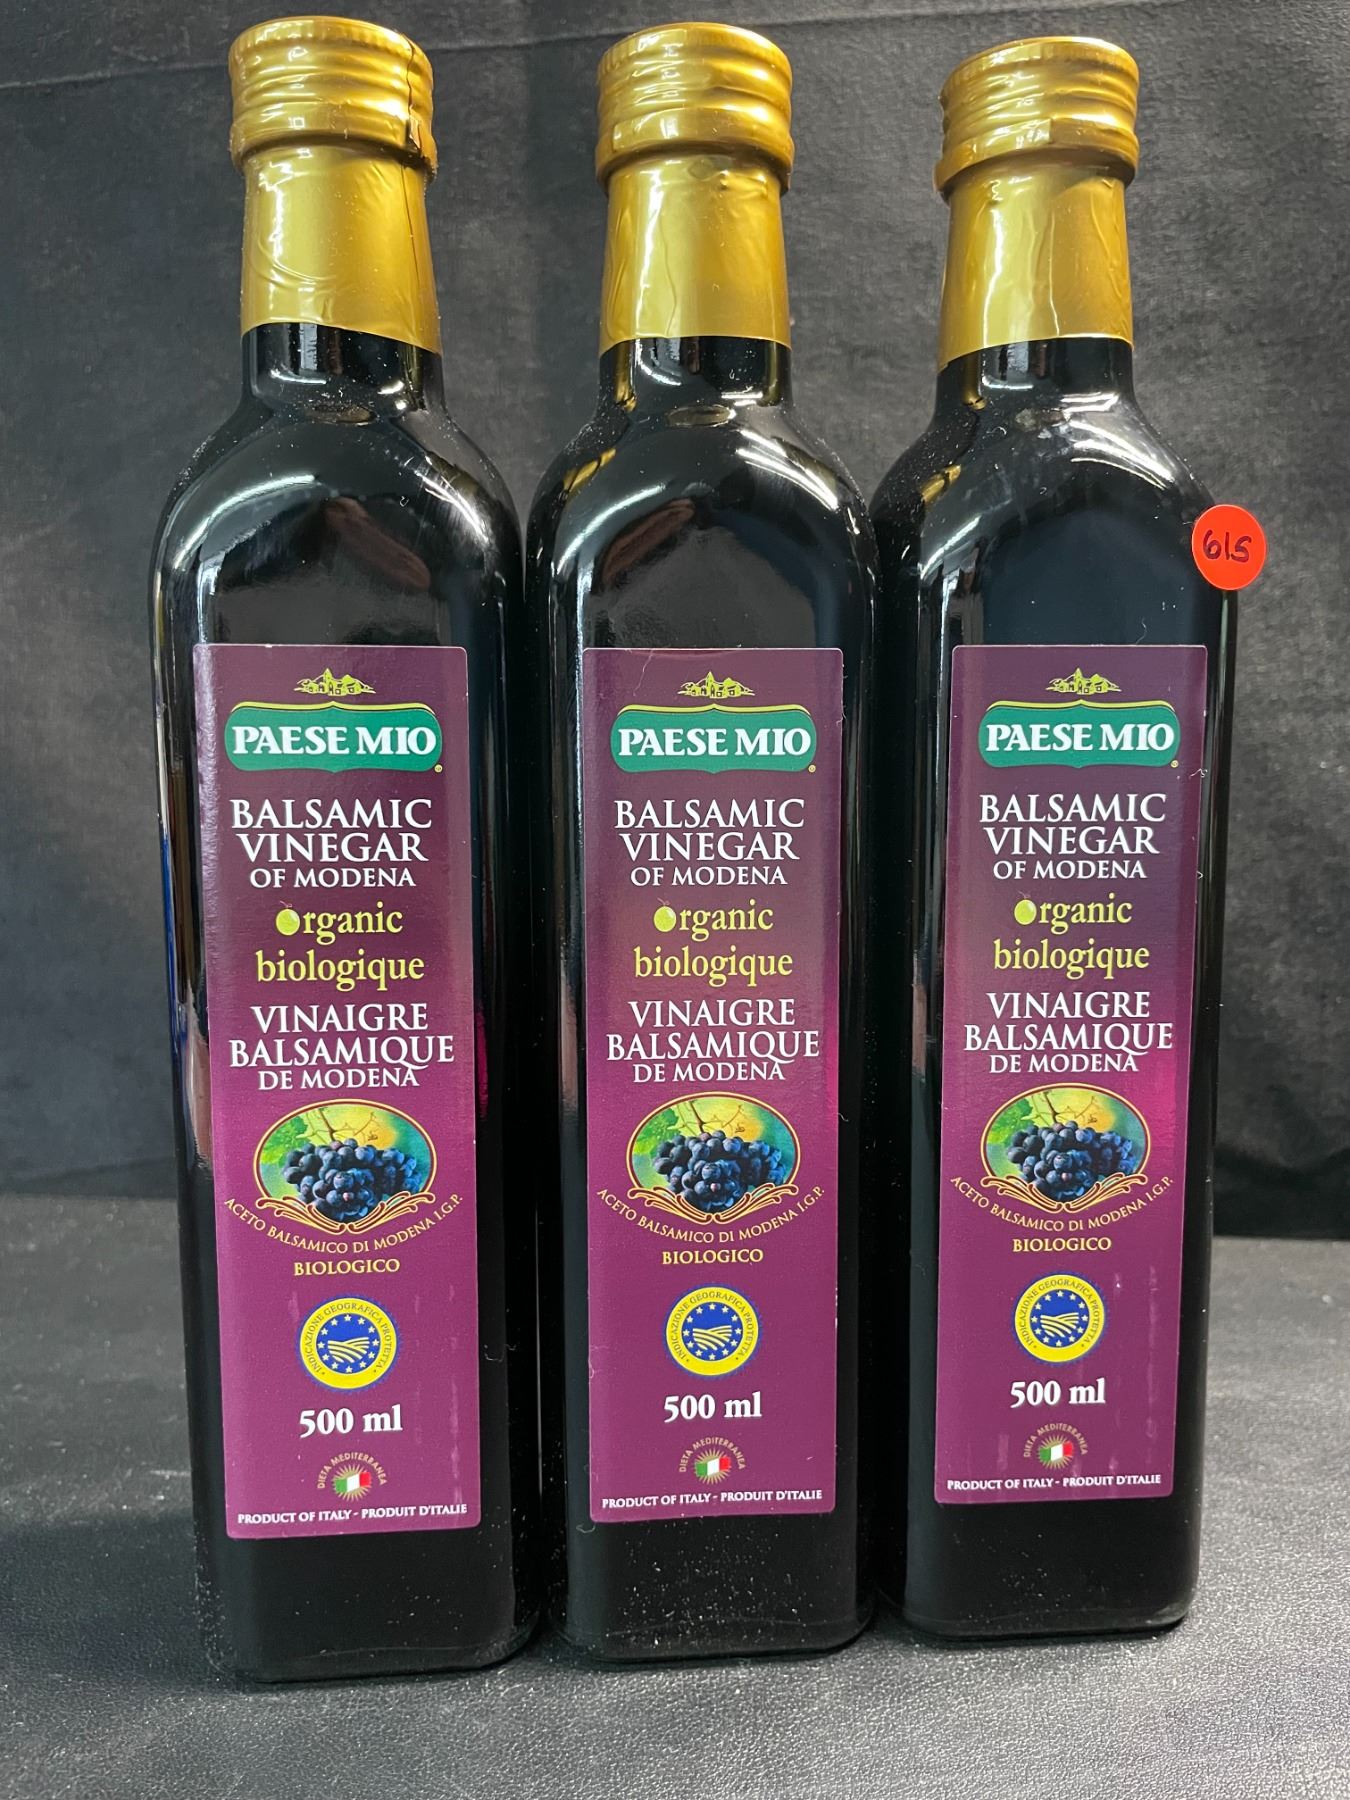 PAESE MIO
BALSAMIC
VINEGAR
OF MODENA
Organic
biologique
VINAIGRE
BALSAMIQUE
DE MODENA
ACETO BALSAMICO DI MODENA I.G.P.
BIOLOGICO
INDICAZIONE GEOGRAFICA PROTETTA
500 ml
DIETA MEDITERRANEA
PRODUCT OF ITALY - PRODUIT D'ITALIE
PAESE MIO
BALSAMIC
VINEGAR
OF MODENA
Organic
biologique
VINAIGRE
BALSAMIQUE
DE MODENA
ACETO BALSAMICO DI MODENA I.G.P.
BIOLOGICO
INDICAZIONE GEOGRAFICA PROTETTA
500 ml
DIETA MEDITERRANEA
PRODUCT OF ITALY - PRODUIT D'ITALIE
615
PAESE MIO
BALSAMIC
VINEGAR
OF MODENA
Organic
biologique
VINAIGRE
BALSAMIQUE
DE MODENA
ACETO BALSAMICO DI MODENA I.G.P.
BIOLOGICO
INDICAZIONE GEOGRAFICA PROTETTA
500 ml
DIETA MEDITERRANEA
PRODUCT OF ITALY - PRODUIT D'ITALIE